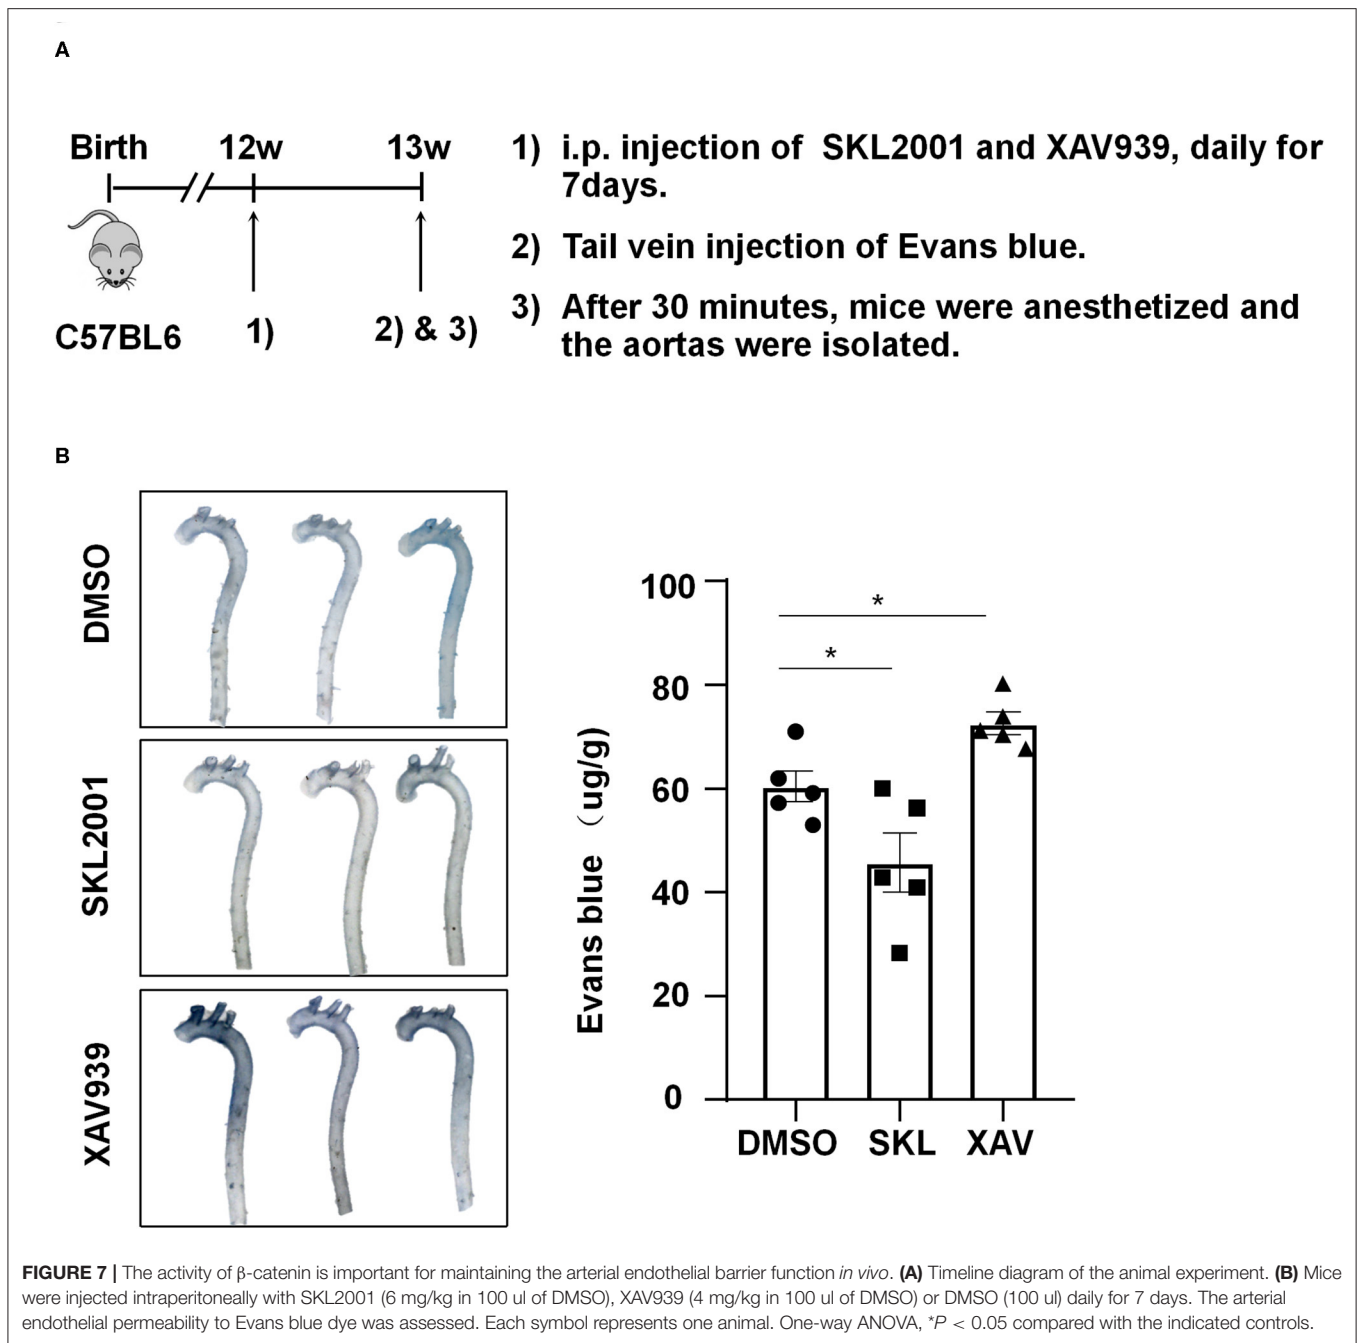 A
Birth 12w 13w
C57BL6 1) 2) & 3)
1) i.p. injection of SKL2001 and XAV939, daily for
7days.
2) Tail vein injection of Evans blue.
3) After 30 minutes, mice were anesthetized and
the aortas were isolated.
B
DMSO
SKL2001
XAV939
Evans blue（ug/g)
100
80
60
40
20
0
*
*
DMSO SKL XAV
FIGURE 7 | The activity of β-catenin is important for maintaining the arterial endothelial barrier function in vivo. (A) Timeline diagram of the animal experiment. (B) Mice
were injected intraperitoneally with SKL2001 (6 mg/kg in 100 ul of DMSO), XAV939 (4 mg/kg in 100 ul of DMSO) or DMSO (100 ul) daily for 7 days. The arterial
endothelial permeability to Evans blue dye was assessed. Each symbol represents one animal. One-way ANOVA, *P < 0.05 compared with the indicated controls.